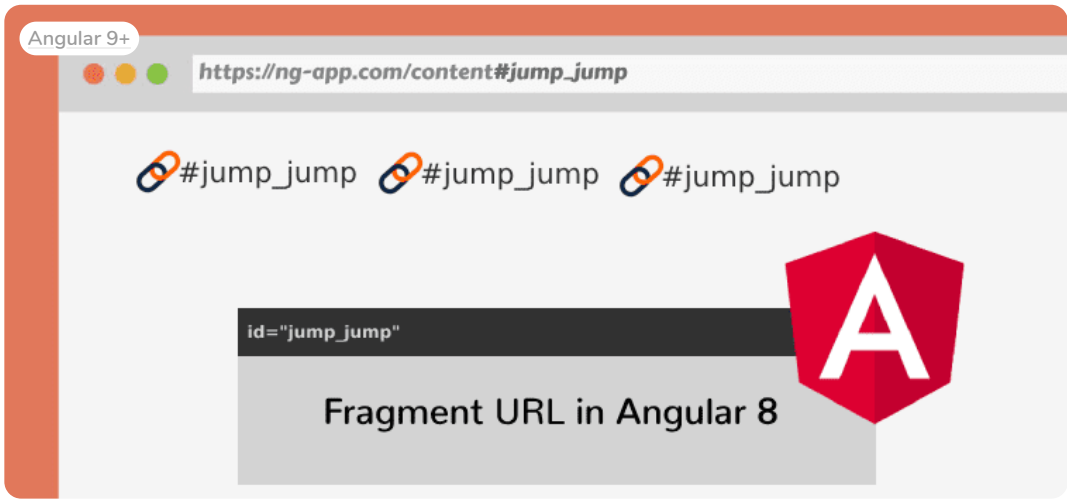 Angular 9+
https://ng-app.com/content#jump_jump
#jump_jump #jump_jump #jump_jump
id="jump_jump"
A
Fragment URL in Angular 8